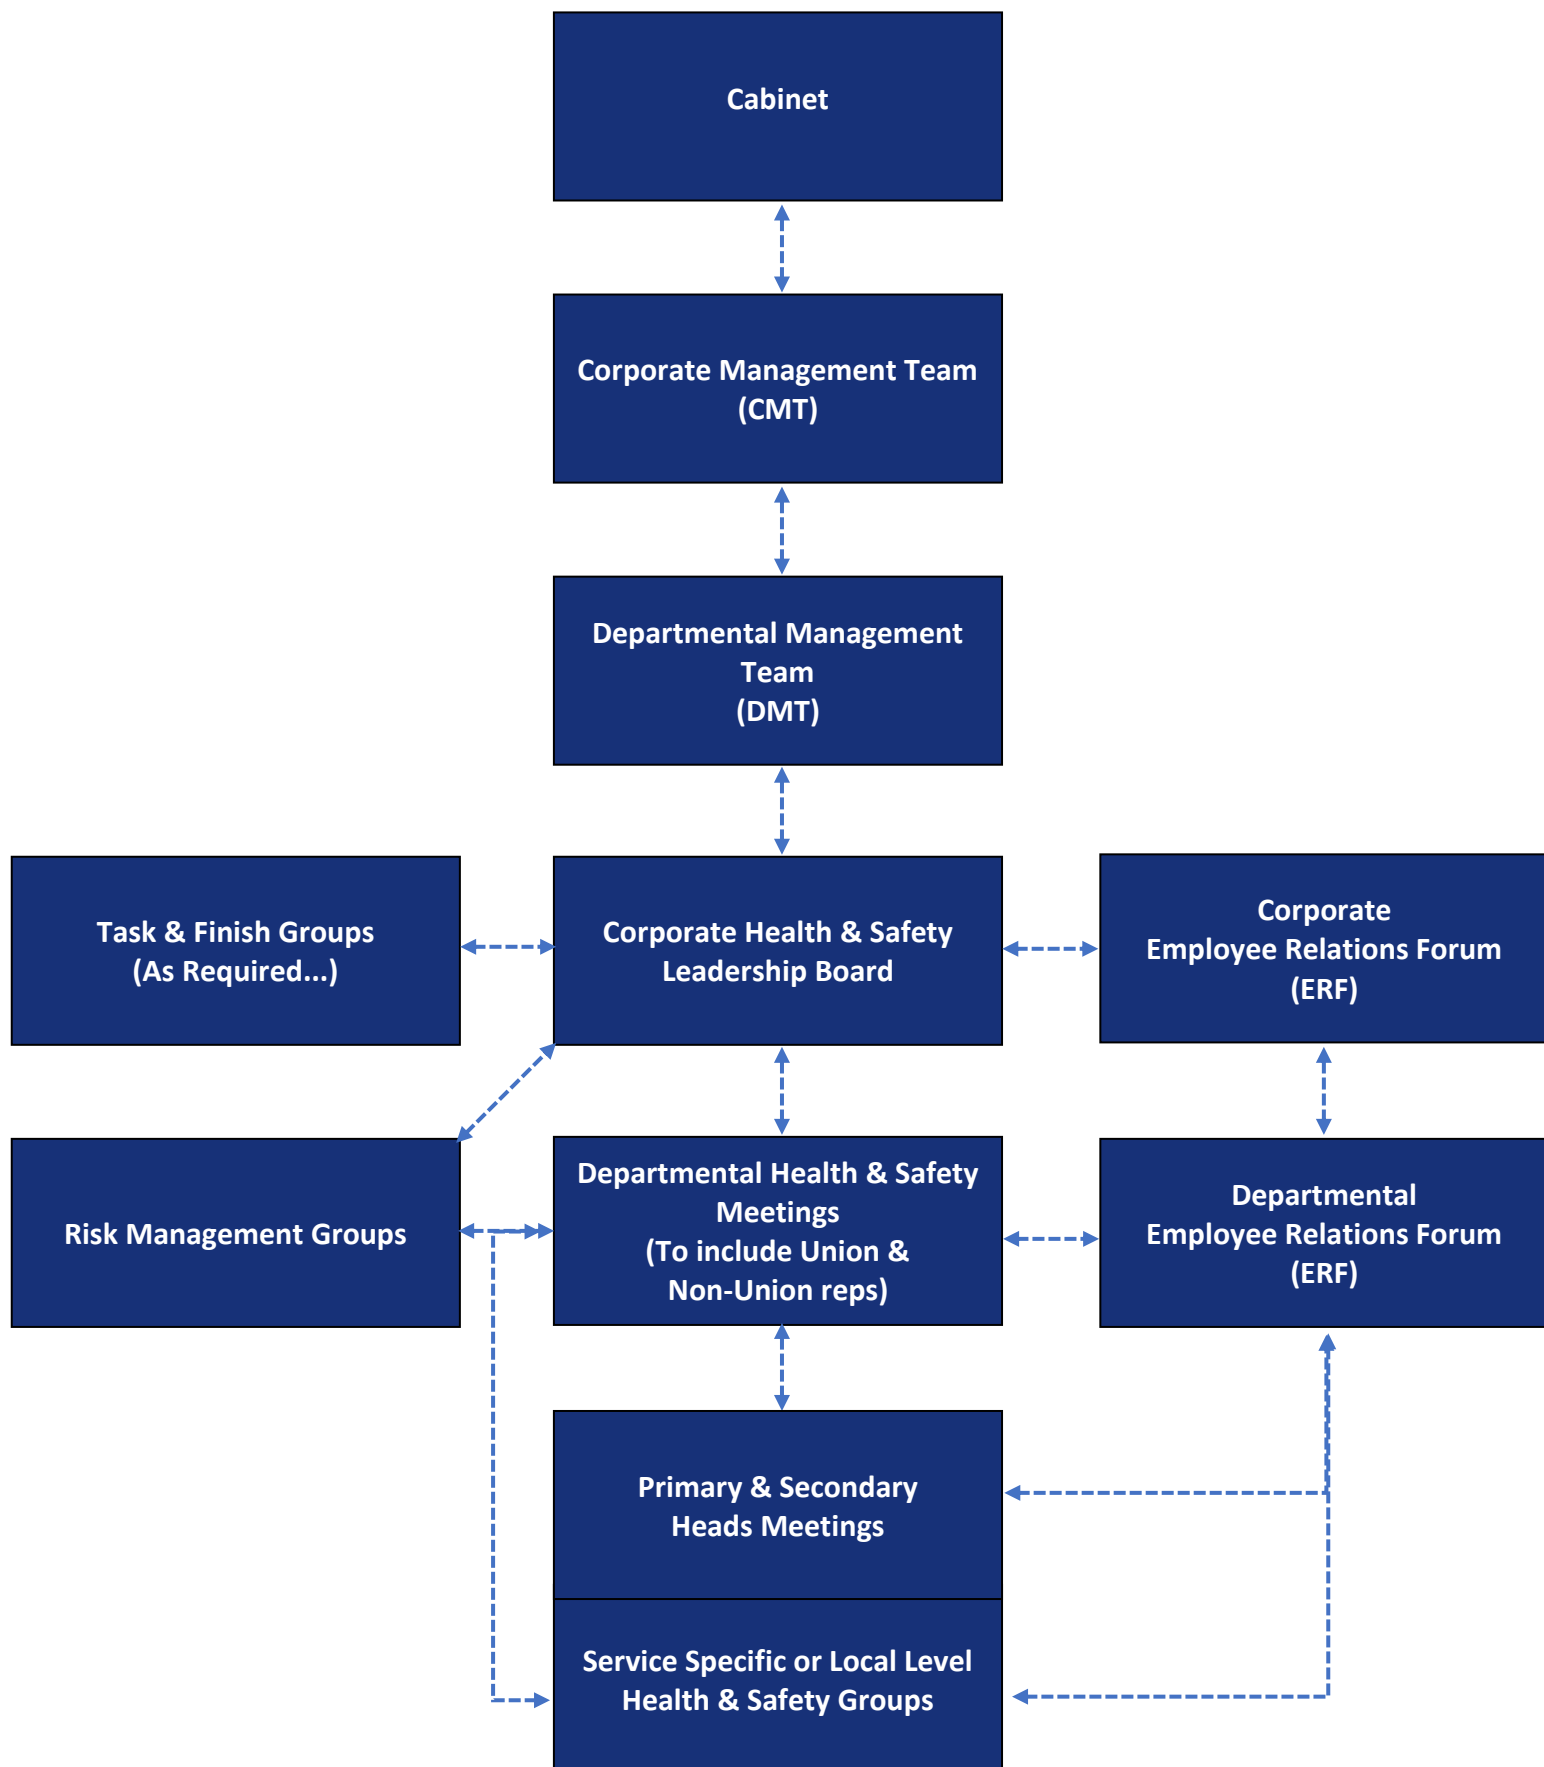 Cabinet
Corporate Management Team
(CMT)
Departmental Management
Team
(DMT)
Task & Finish Groups
(As Required...)
Corporate Health & Safety
Leadership Board
Corporate
Employee Relations Forum
(ERF)
Risk Management Groups
Departmental Health & Safety
Meetings
(To include Union &
Non-Union reps)
Departmental
Employee Relations Forum
(ERF)
Primary & Secondary
Heads Meetings
Service Specific or Local Level
Health & Safety Groups